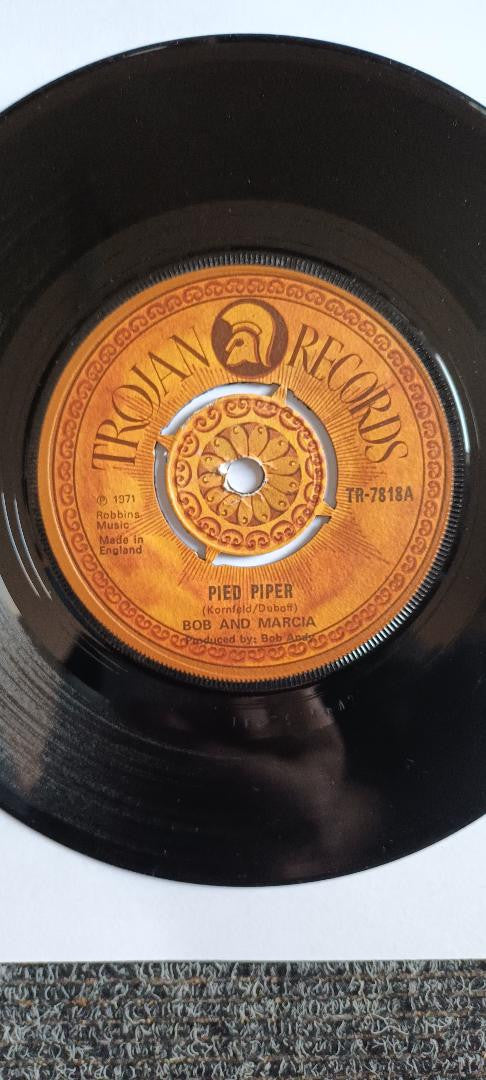 TROJAN RECORDS
℗ 1971
Robbins
Music
Made in
England
TR-7818A
PIED PIPER
(Kornfeld/Duboff)
BOB AND MARCIA
Produced by: Bob Andy